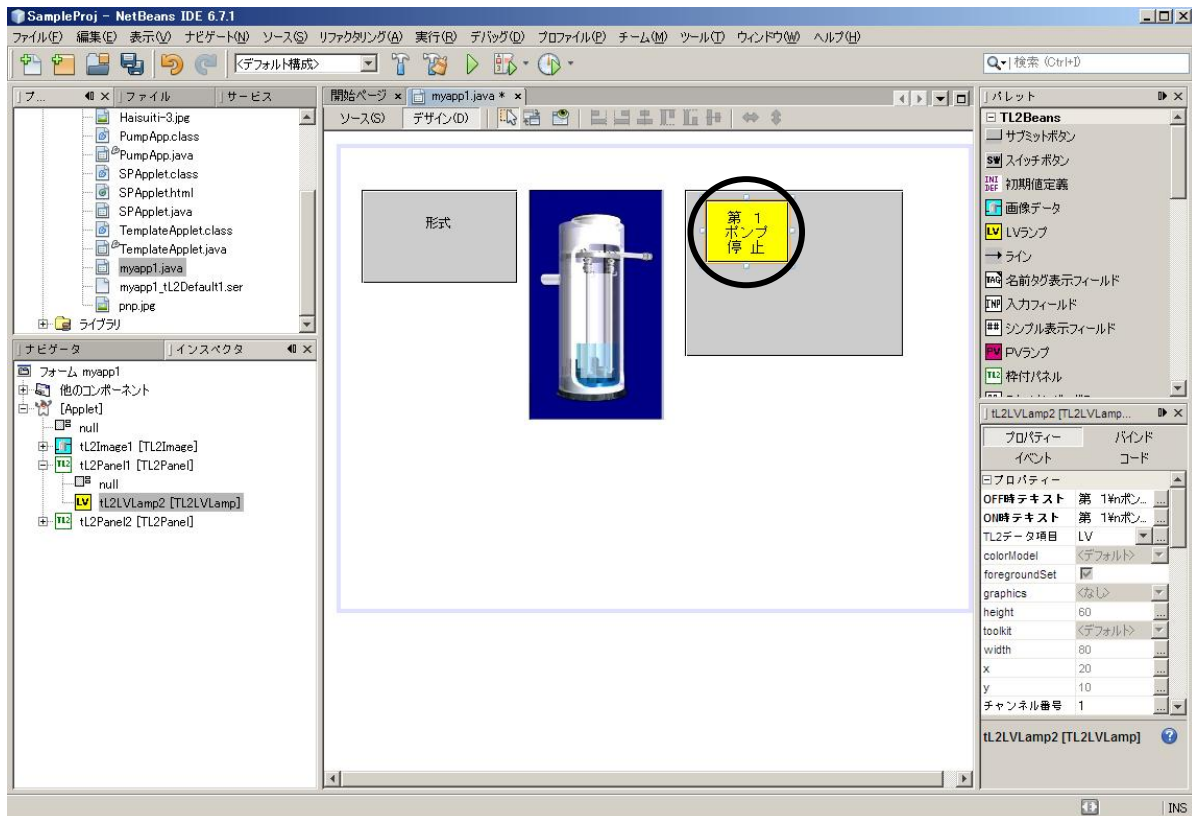 SampleProj - NetBeans IDE 6.7.1
ファイル(F) 編集(E) 表示(V) ナビゲート(N) ソース(S) リファクタリング(A) 実行(R) デバッグ(D) プロファイル(P) チーム(M) ツール(T) ウィンドウ(W) ヘルプ(H)
<デフォルト構成>
検索 (Ctrl+I)
プ...
ファイル
サービス
Haisuiti-3.jpg
PumpApp.class
PumpApp.java
SPApplet.class
SPApplet.html
SPApplet.java
TemplateApplet.class
TemplateApplet.java
myapp1.java
myapp1_tL2Default1.ser
pnp.jpg
ライブラリ
ナビゲータ
インスペクタ
フォーム myapp1
他のコンポーネント
[Applet]
null
tL2Image1 [TL2Image]
tL2Panel1 [TL2Panel]
null
tL2LVLamp2 [TL2LVLamp]
tL2Panel2 [TL2Panel]
開始ページ
myapp1.java *
ソース(S)
デザイン(D)
形式
第 1
ポンプ
停 止
パレット
TL2Beans
サブミットボタン
SW スイッチボタン
INI DEF 初期値定義
画像データ
LV LVランプ
ライン
TAG 名前タグ表示フィールド
INP 入力フィールド
## シンプル表示フィールド
PV PVランプ
TL2 枠付パネル
tL2LVLamp2 [TL2LVLamp...
プロパティー
バインド
イベント
コード
プロパティー
OFF時テキスト 第 1¥nポン... ...
ON時テキスト 第 1¥nポン... ...
TL2データ項目 LV ...
colorModel <デフォルト>
foregroundSet
graphics <なし>
height 60 ...
toolkit <デフォルト>
width 80 ...
x 20 ...
y 10 ...
チャンネル番号 1 ...
tL2LVLamp2 [TL2LVLamp]
INS